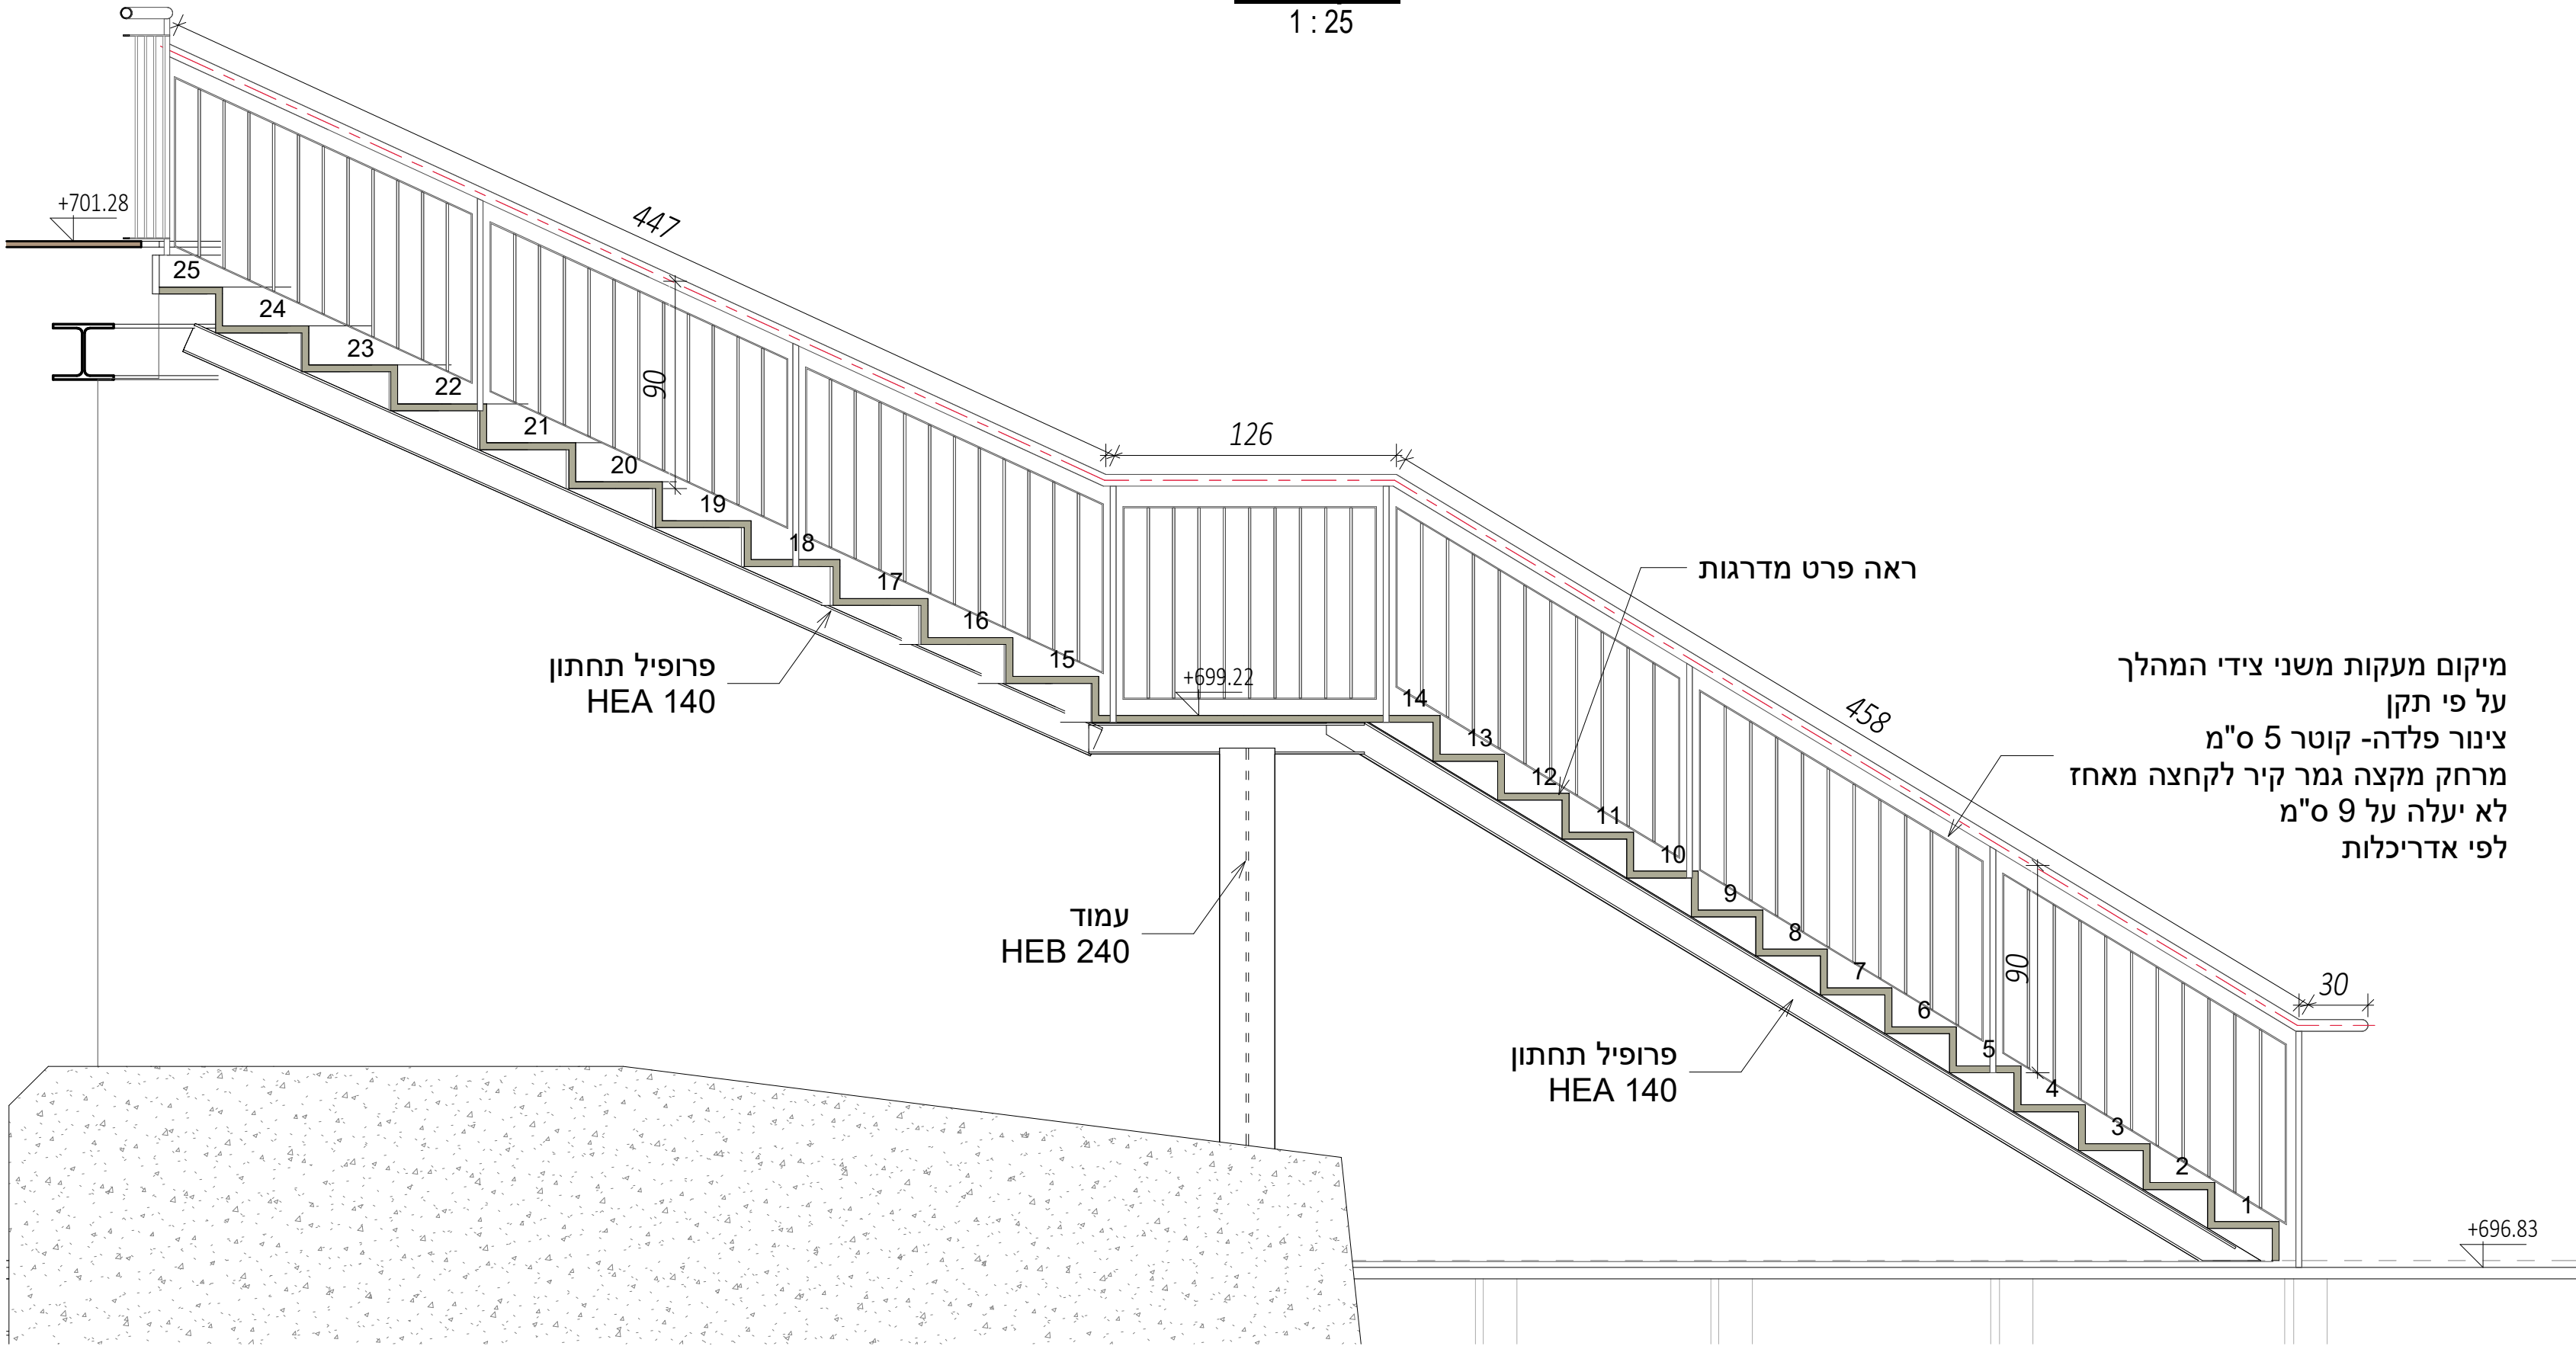 1 : 25
+701.28
447
126
458
30
90
90
+699.22
+696.83
25
24
23
22
21
20
19
18
17
16
15
14
13
12
11
10
9
8
7
6
5
4
3
2
1
ראה פרט מדרגות
פרופיל תחתון
HEA 140
מיקום מעקות משני צידי המהלך
על פי תקן
צינור פלדה- קוטר 5 ס"מ
מרחק מקצה גמר קיר לקחצה מאחז
לא יעלה על 9 ס"מ
לפי אדריכלות
עמוד
HEB 240
פרופיל תחתון
HEA 140